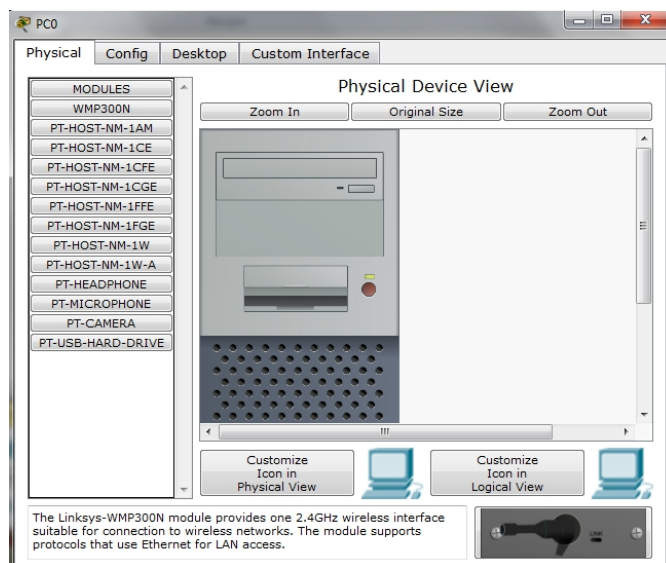 PC0
Physical Config Desktop Custom Interface
MODULES
WMP300N
PT-HOST-NM-1AM
PT-HOST-NM-1CE
PT-HOST-NM-1CFE
PT-HOST-NM-1CGE
PT-HOST-NM-1FFE
PT-HOST-NM-1FGE
PT-HOST-NM-1W
PT-HOST-NM-1W-A
PT-HEADPHONE
PT-MICROPHONE
PT-CAMERA
PT-USB-HARD-DRIVE
Physical Device View
Zoom In Original Size Zoom Out
Customize
Icon in
Physical View
Customize
Icon in
Logical View
The Linksys-WMP300N module provides one 2.4GHz wireless interface
suitable for connection to wireless networks. The module supports
protocols that use Ethernet for LAN access.
LINK